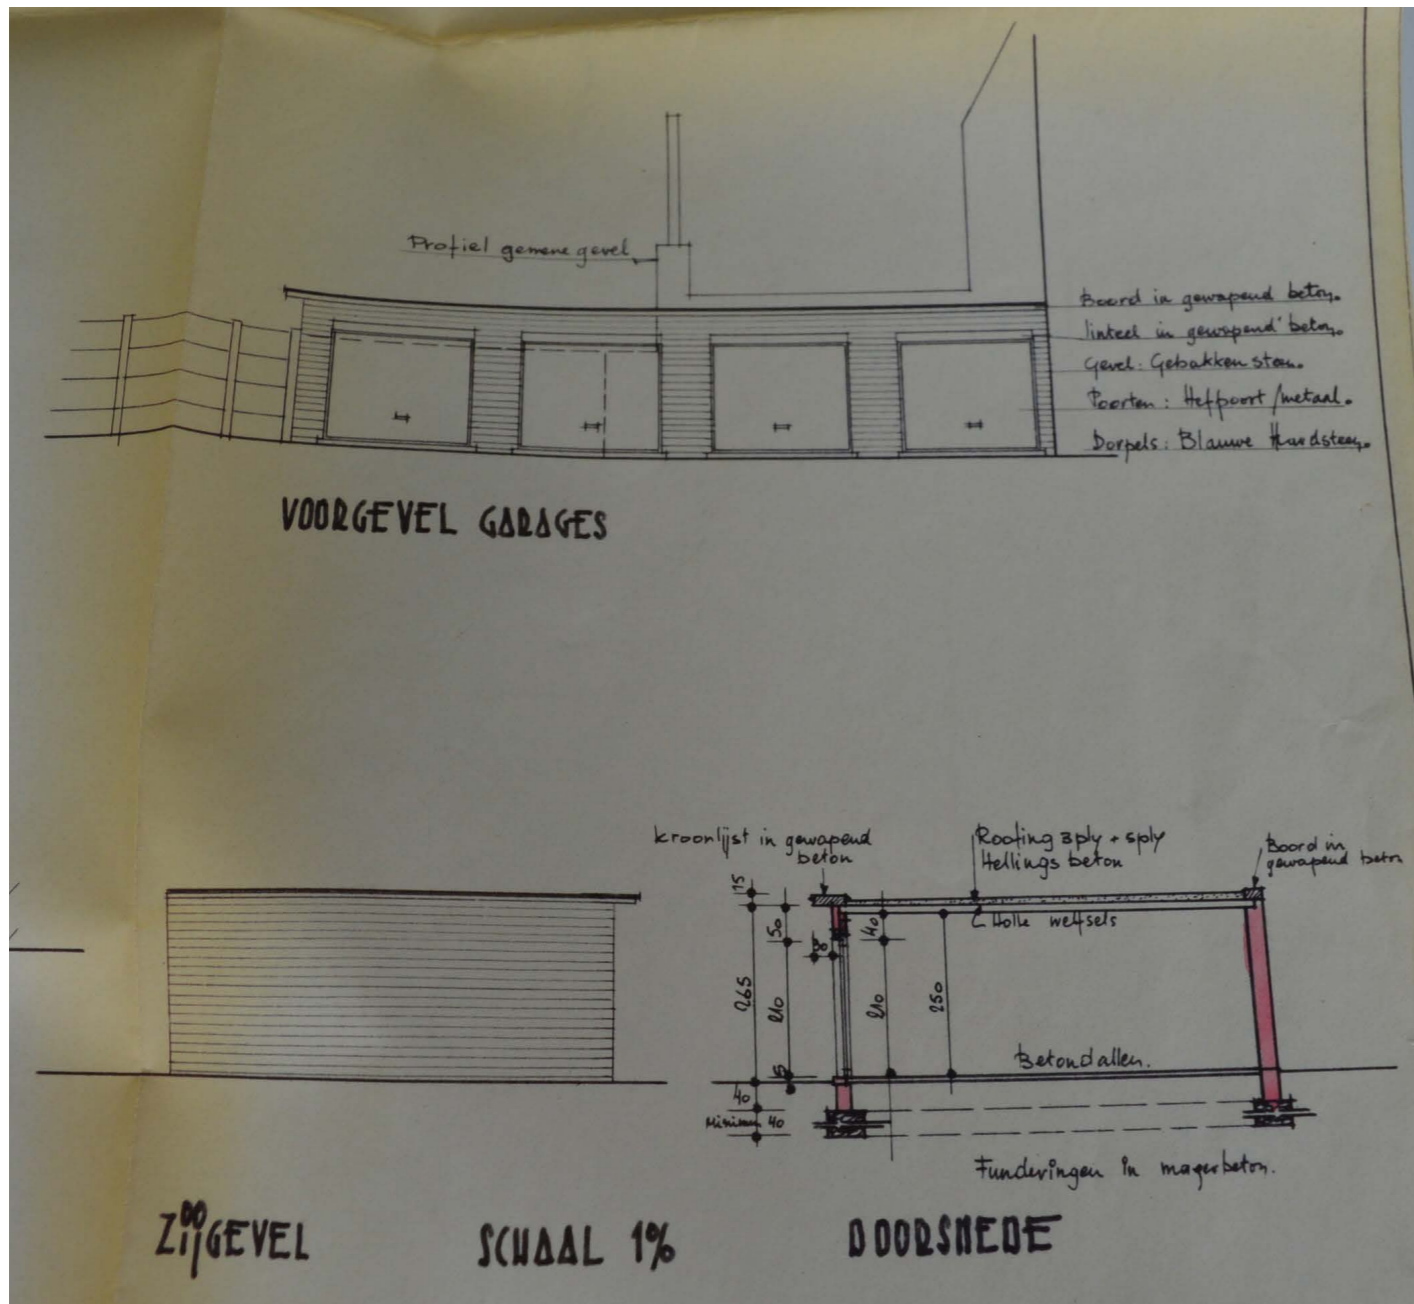 Profiel gemene gevel
Boord in gewapend beton.
linteel in gewapend beton.
Gevel: Gebakken steen.
Poorten: Hefpoort/metaal.
Dorpels: Blauwe Hardsteen.
VOORGEVEL GARAGES
kroonlijst in gewapend
beton
Roofing 3ply + 5ply
Hellings beton
Boord in
gewapend beton
Holle welfsels
15
50
40
30
265
210
210
250
5
40
Minimum 40
Betondallen.
Funderingen in magerbeton.
ZIJGEVEL
SCHAAL 1%
DOORSNEDE